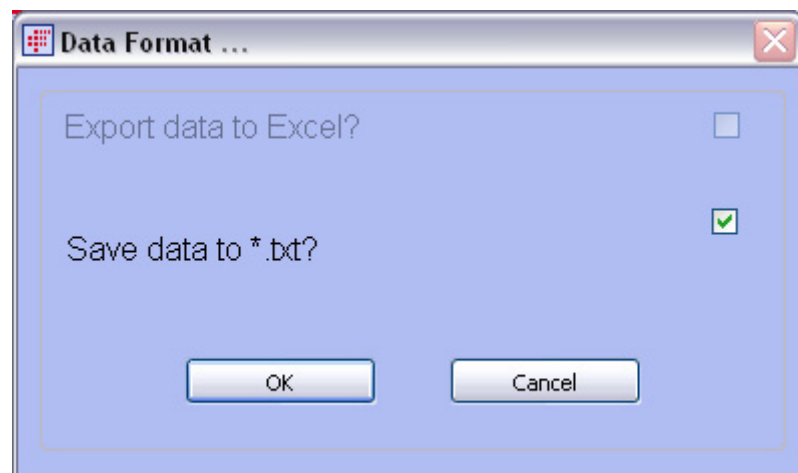 Data Format ...
Export data to Excel?
Save data to *.txt?
OK Cancel